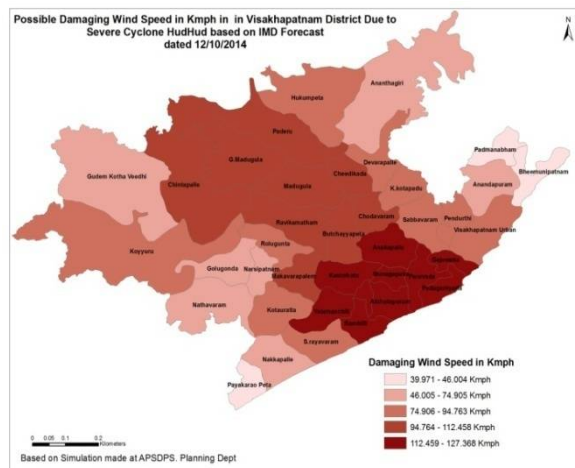 Possible Damaging Wind Speed in Kmph in in Visakhapatnam District Due to
Severe Cyclone HudHud based on IMD Forecast
dated 12/10/2014
N
Ananthagiri
Hukumpeta
Paderu
Padmanabham
Devarapalle
Bheemunipatnam
G.Madugula
Cheedikada
Gudem Kotha Veedhi
Anandapuram
Chintapalle
Madugula
K.kotapadu
Chodavaram
Pendurthi
Ravikamatham
Sabbavaram
Visakhapatnam Urban
Butchayyapeta
Koyyuru
Rolugunta
Anakapalle
Golugonda
Narsipatnam
Makavarapalem
Kasimkota
Munagapaka
Nathavaram
Kotauratla
Atchutapuram
S.rayavaram
Nakkapalle
Payakarao Peta
Damaging Wind Speed in Kmph
39.971 - 46.004 Kmph
46.005 - 74.905 Kmph
74.906 - 94.763 Kmph
94.764 - 112.458 Kmph
112.459 - 127.368 Kmph
0 0.05 0.1 0.2
Kilometers
Based on Simulation made at APSDPS. Planning Dept